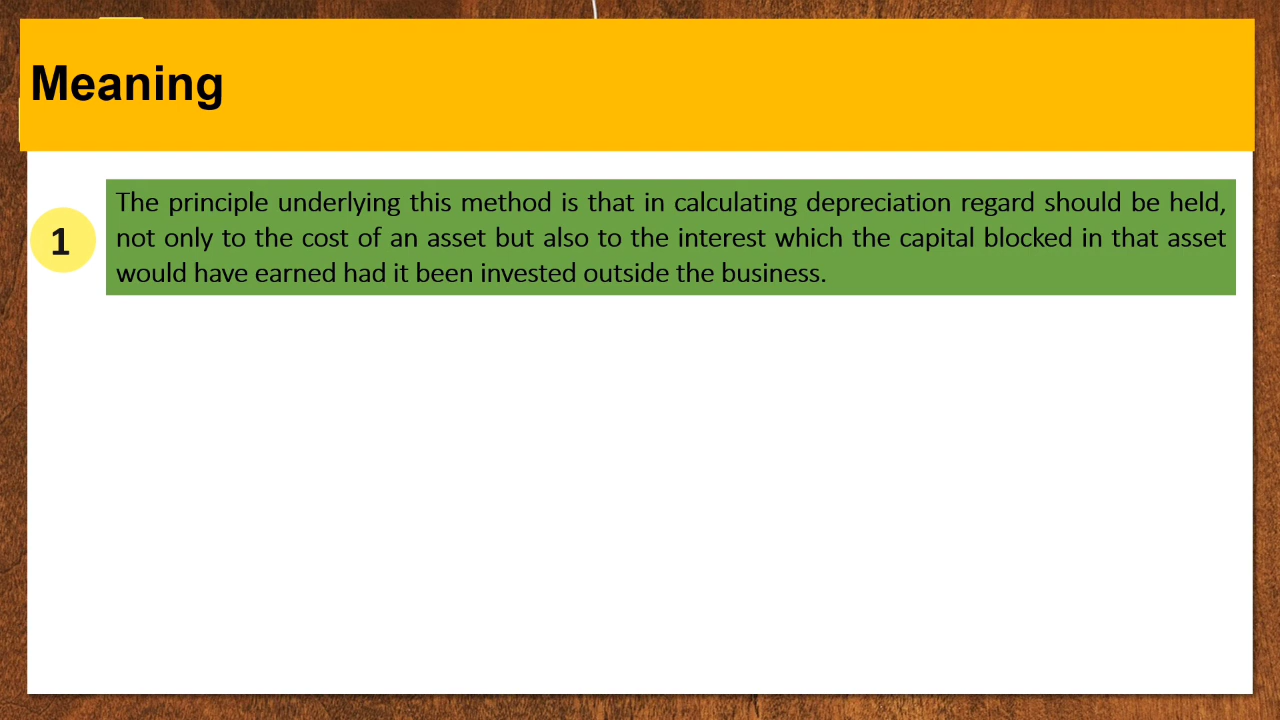 Meaning
1
The principle underlying this method is that in calculating depreciation regard should be held,
not only to the cost of an asset but also to the interest which the capital blocked in that asset
would have earned had it been invested outside the business.